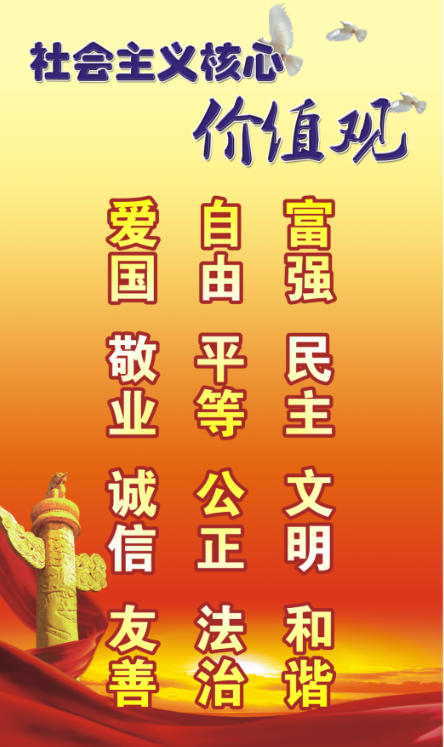 社会主义核心
价值观
富强 民主 文明 和谐
自由 平等 公正 法治
爱国 敬业 诚信 友善